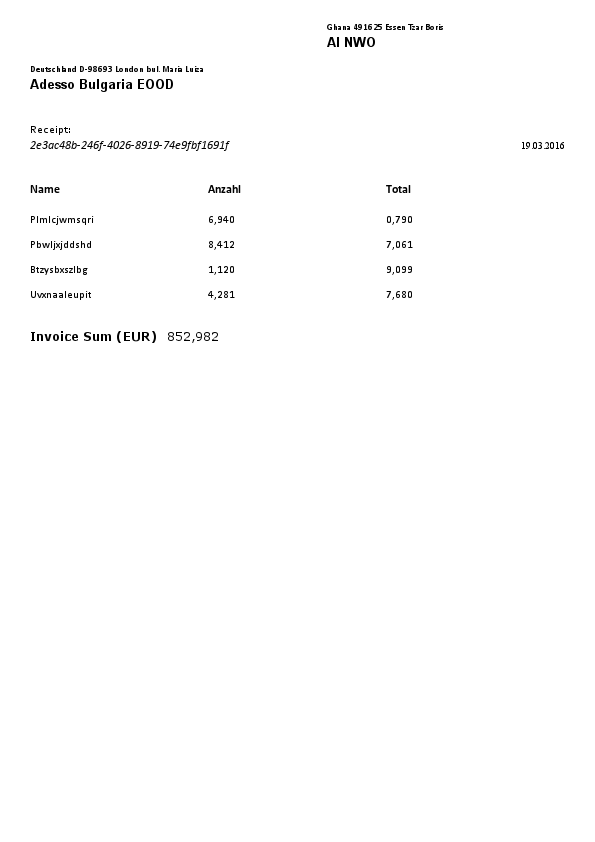 Ghana 491625 Essen Tzar Boris
AI NWO
Deutschland D-98693 London bul. Maria Luiza
Adesso Bulgaria EOOD
Receipt:
2e3ac48b-246f-4026-8919-74e9fbf1691f
19.03.2016
Name Anzahl Total
Plmlcjwmsqri 6,940 0,790
Pbwljxjddshd 8,412 7,061
Btzysbxszlbg 1,120 9,099
Uvxnaaleupit 4,281 7,680
Invoice Sum (EUR) 852,982